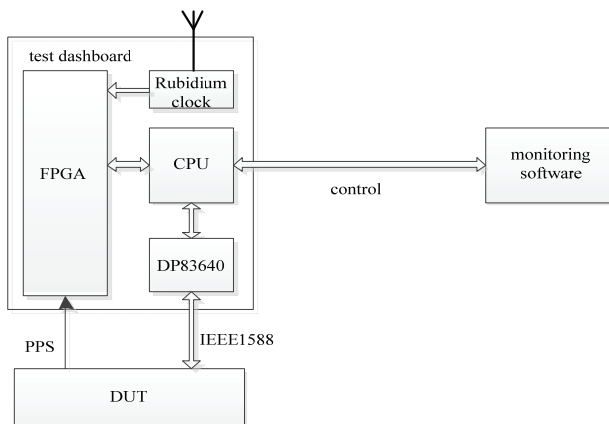 test dashboard
Rubidium
clock
FPGA
CPU
monitoring
software
control
DP83640
IEEE1588
PPS
DUT